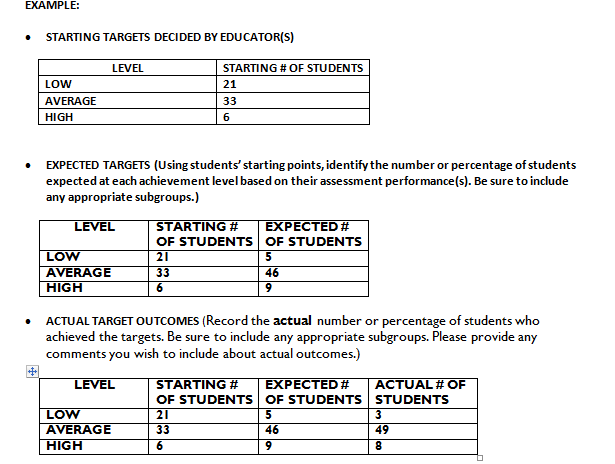 EXAMPLE:
• STARTING TARGETS DECIDED BY EDUCATOR(S)
LEVEL STARTING # OF STUDENTS
LOW 21
AVERAGE 33
HIGH 6
• EXPECTED TARGETS (Using students' starting points, identify the number or percentage of students
expected at each achievement level based on their assessment performance(s). Be sure to include
any appropriate subgroups.)
LEVEL STARTING # EXPECTED #
OF STUDENTS OF STUDENTS
LOW 21 5
AVERAGE 33 46
HIGH 6 9
• ACTUAL TARGET OUTCOMES (Record the actual number or percentage of students who
achieved the targets. Be sure to include any appropriate subgroups. Please provide any
comments you wish to include about actual outcomes.)
LEVEL STARTING # EXPECTED # ACTUAL # OF
OF STUDENTS OF STUDENTS STUDENTS
LOW 21 5 3
AVERAGE 33 46 49
HIGH 6 9 8